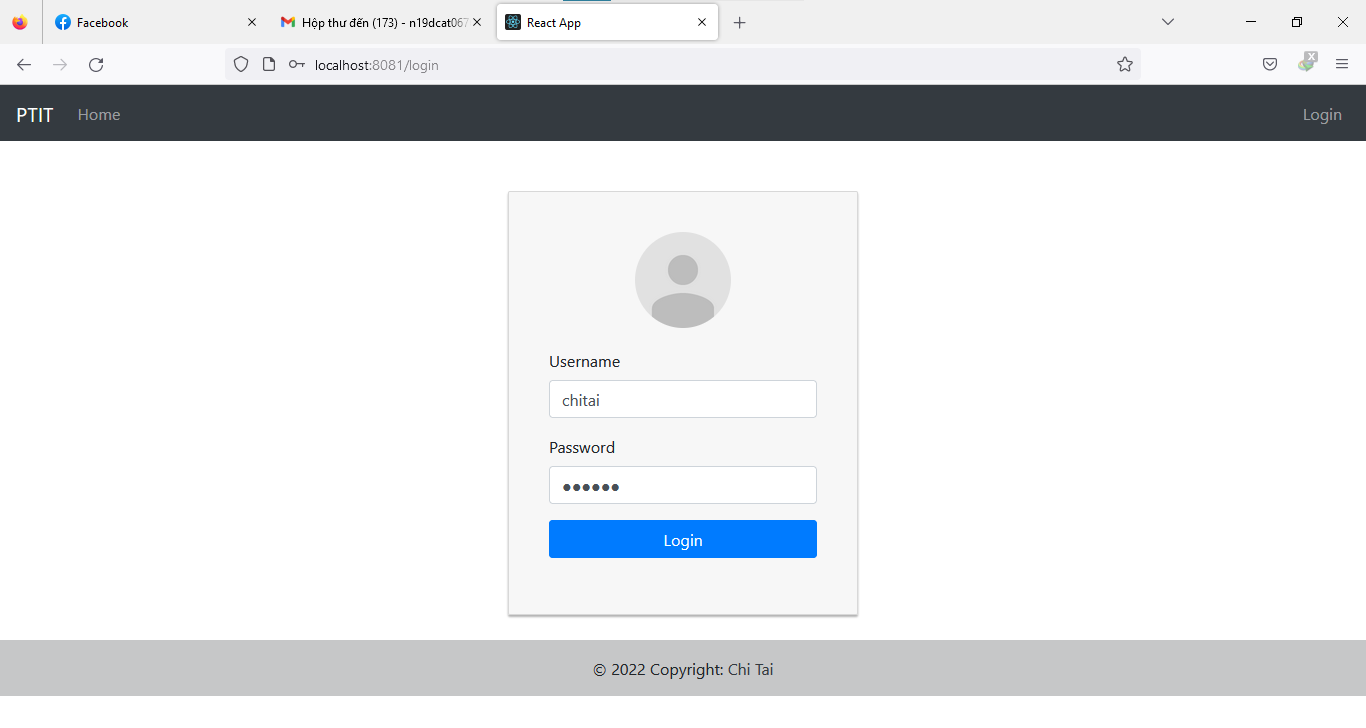 Facebook
Hộp thư đến (173) - n19dcat067
React App
localhost:8081/login
PTIT
Home
Login
Username
chitai
Password
••••••
Login
© 2022 Copyright: Chi Tai